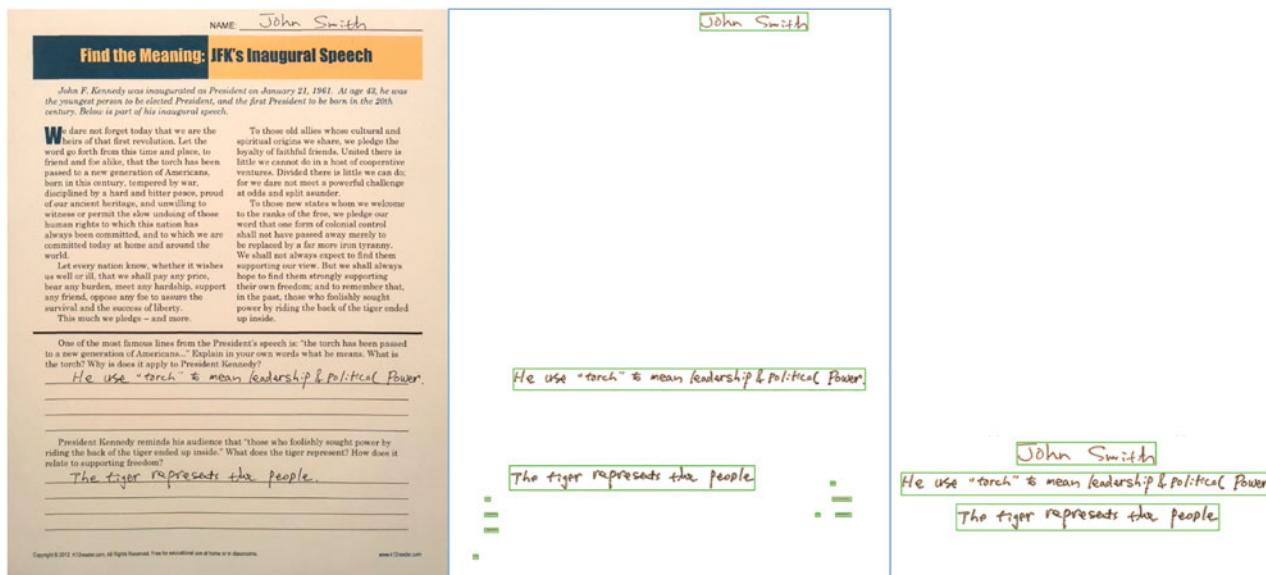 NAME: John Smith
Find the Meaning: JFK's Inaugural Speech
John F. Kennedy was inaugurated as President on January 21, 1961. At age 43, he was
the youngest person to be elected President, and the first President to be born in the 20th
century. Below is part of his inaugural speech.
We dare not forget today that we are the
heirs of that first revolution. Let the
word go forth from this time and place, to
friend and foe alike, that the torch has been
passed to a new generation of Americans,
born in this century, tempered by war,
disciplined by a hard and bitter peace, proud
of our ancient heritage, and unwilling to
witness or permit the slow undoing of those
human rights to which this nation has
always been committed, and to which we are
committed today at home and around the
world.
Let every nation know, whether it wishes
us well or ill, that we shall pay any price,
bear any burden, meet any hardship, support
any friend, oppose any foe to assure the
survival and the success of liberty.
This much we pledge – and more.
To those old allies whose cultural and
spiritual origins we share, we pledge the
loyalty of faithful friends. United there is
little we cannot do in a host of cooperative
ventures. Divided there is little we can do;
for we dare not meet a powerful challenge
at odds and split asunder.
To those new states whom we welcome
to the ranks of the free, we pledge our
word that one form of colonial control
shall not have passed away merely to
be replaced by a far more iron tyranny.
We shall not always expect to find them
supporting our view. But we shall always
hope to find them strongly supporting
their own freedom; and to remember that,
in the past, those who foolishly sought
power by riding the back of the tiger ended
up inside.
One of the most famous lines from the President's speech is: "the torch has been passed
to a new generation of Americans..." Explain in your own words what he means. What is
the torch? Why is does it apply to President Kennedy?
He use "torch" to mean leadership & Political Power.
President Kennedy reminds his audience that "those who foolishly sought power by
riding the back of the tiger ended up inside." What does the tiger represent? How does it
relate to supporting freedom?
The tiger represents the people.
Copyright © 2012 K12reader.com. All Rights Reserved. Free for educational use at home or in classrooms.
www.k12reader.com
John Smith
He use "torch" to mean leadership & Political Power.
The tiger represents the people
John Smith
He use "torch" to mean leadership & Political Power
The tiger represents the people